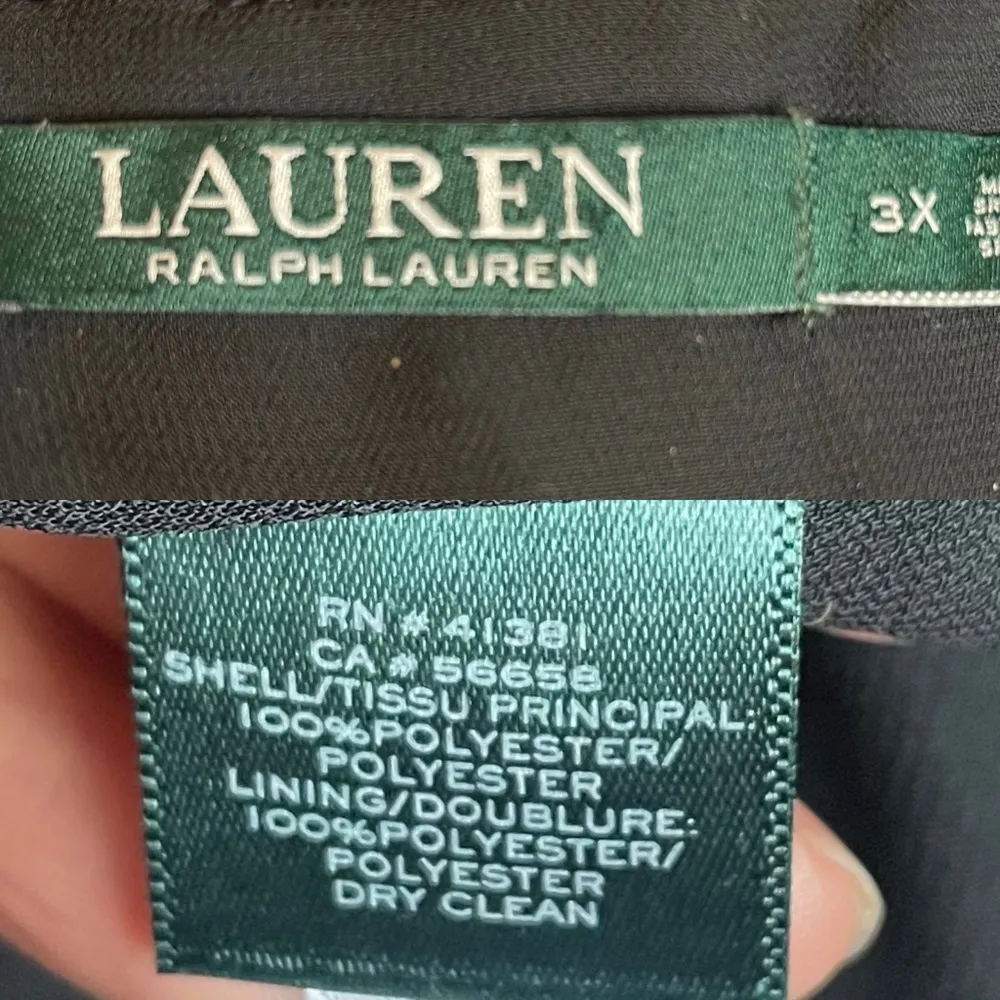 LAUREN
RALPH LAUREN
3X
RN # 41381
CA # 56658
SHELL/TISSU PRINCIPAL:
100%POLYESTER/
POLYESTER
LINING/DOUBLURE:
100%POLYESTER/
POLYESTER
DRY CLEAN